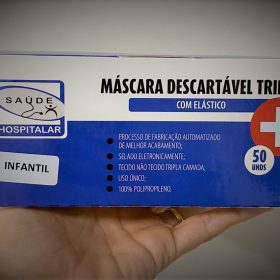 SAÚDE
HOSPITALAR
INFANTIL
MÁSCARA DESCARTÁVEL
COM ELÁSTICO
PROCESSO DE FABRICAÇÃO AUTOMATIZADO
DE MELHOR ACABAMENTO;
SELADO ELETRONICAMENTE;
TECIDO NÃO TECIDO TRIPLA CAMADA;
USO ÚNICO;
100% POLIPROPILENO.
50
UNDS